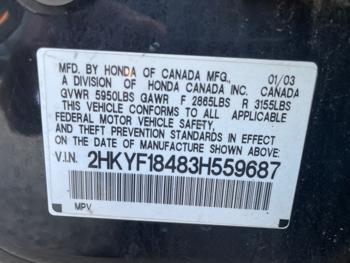 MFD. BY HONDA OF CANADA MFG., 01/03
A DIVISION OF HONDA CANADA INC. CANADA
GVWR 5950LBS GAWR F 2865LBS R 3155LBS
THIS VEHICLE CONFORMS TO ALL APPLICABLE
FEDERAL MOTOR VEHICLE SAFETY AND
THEFT PREVENTION STANDARDS IN EFFECT
ON THE DATE OF MANUFACTURE SHOWN ABOVE.
V.I.N. 2HKYF18483H559687
MPV